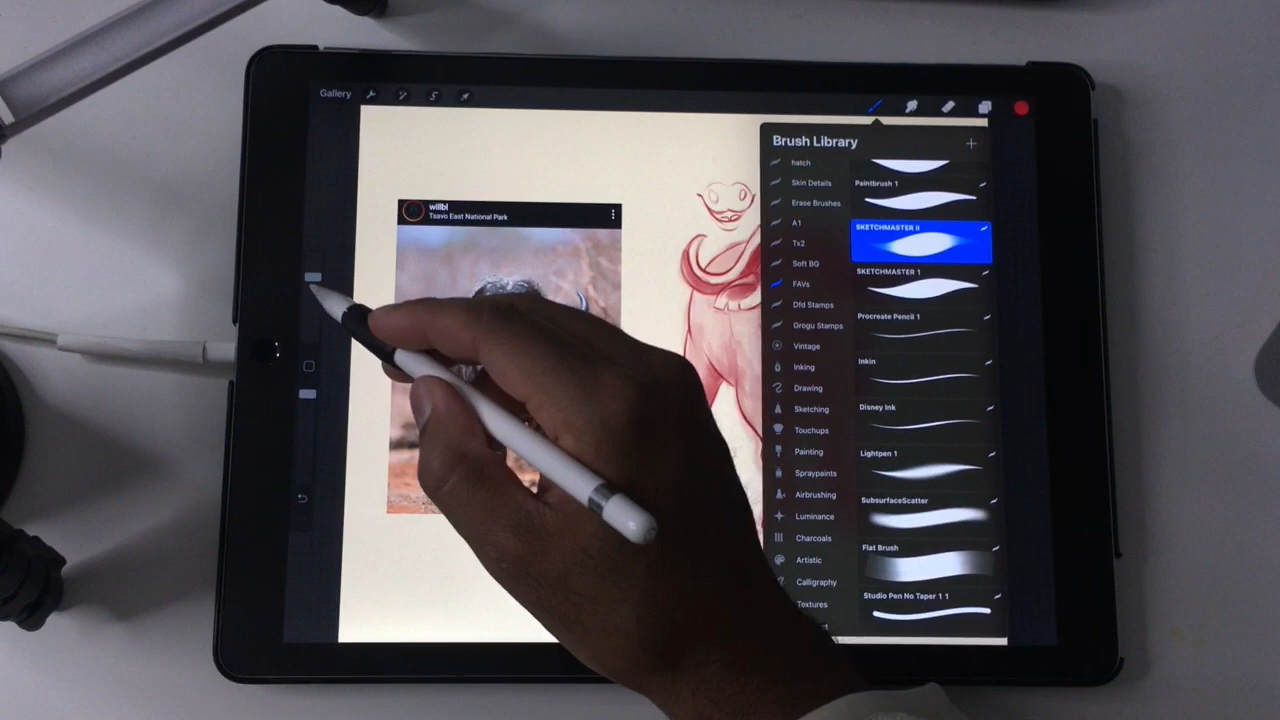 Gallery
willbl
Tsavo East National Park
Brush Library
hatch
Skin Details
Erase Brushes
A1
Tx2
Soft BG
FAVs
Dfd Stamps
Grogu Stamps
Vintage
Inking
Drawing
Sketching
Touchups
Painting
Spraypaints
Airbrushing
Luminance
Charcoals
Artistic
Calligraphy
Textures
Paintbrush 1
SKETCHMASTER II
SKETCHMASTER 1
Procreate Pencil 1
Inkin
Disney Ink
Lightpen 1
SubsurfaceScatter
Flat Brush
Studio Pen No Taper 1 1